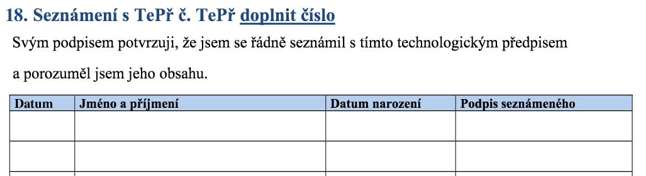 18. Seznámení s TePř č. TePř doplnit číslo
Svým podpisem potvrzuji, že jsem se řádně seznámil s tímto technologickým předpisem
a porozuměl jsem jeho obsahu.
Datum Jméno a příjmení Datum narození Podpis seznámeného